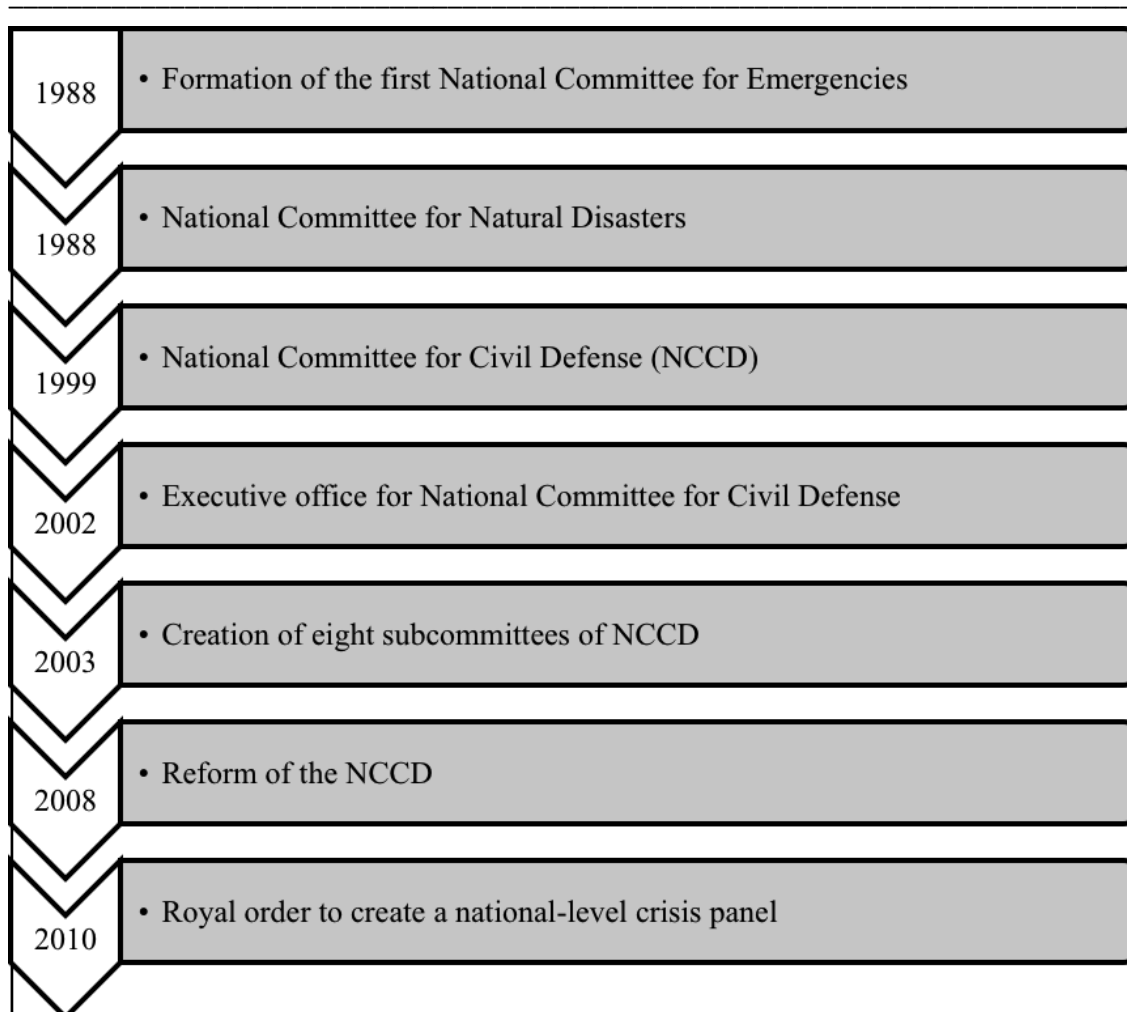 1988
• Formation of the first National Committee for Emergencies
1988
• National Committee for Natural Disasters
1999
• National Committee for Civil Defense (NCCD)
2002
• Executive office for National Committee for Civil Defense
2003
• Creation of eight subcommittees of NCCD
2008
• Reform of the NCCD
2010
• Royal order to create a national-level crisis panel